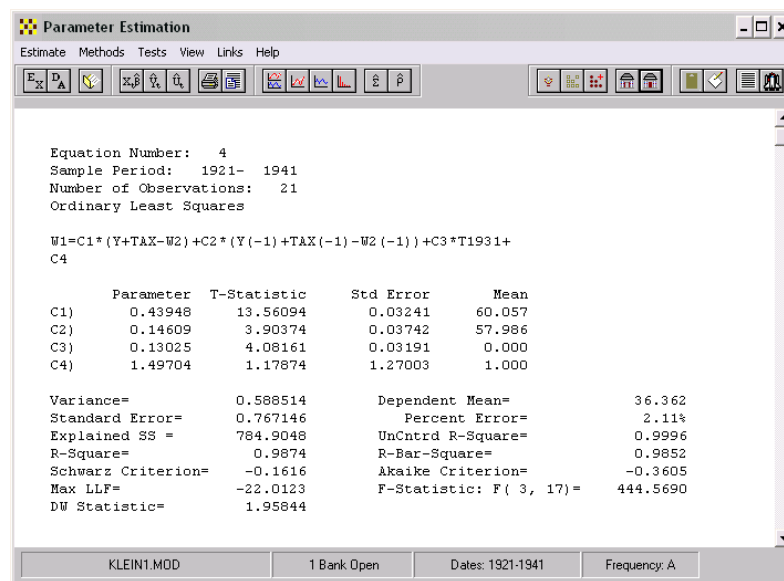 Parameter Estimation
Estimate Methods Tests View Links Help
Equation Number: 4
Sample Period: 1921- 1941
Number of Observations: 21
Ordinary Least Squares
W1=C1*(Y+TAX-W2)+C2*(Y(-1)+TAX(-1)-W2(-1))+C3*T1931+
C4
Parameter T-Statistic Std Error Mean
C1) 0.43948 13.56094 0.03241 60.057
C2) 0.14609 3.90374 0.03742 57.986
C3) 0.13025 4.08161 0.03191 0.000
C4) 1.49704 1.17874 1.27003 1.000
Variance= 0.588514 Dependent Mean= 36.362
Standard Error= 0.767146 Percent Error= 2.11%
Explained SS = 784.9048 UnCntrd R-Square= 0.9996
R-Square= 0.9874 R-Bar-Square= 0.9852
Schwarz Criterion= -0.1616 Akaike Criterion= -0.3605
Max LLF= -22.0123 F-Statistic: F( 3, 17)= 444.5690
DW Statistic= 1.95844
KLEIN1.MOD 1 Bank Open Dates: 1921-1941 Frequency: A